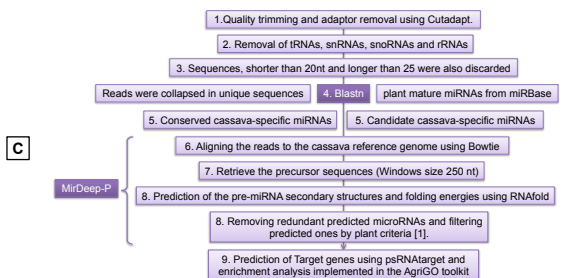 1.Quality trimming and adaptor removal using Cutadapt.
2. Removal of tRNAs, snRNAs, snoRNAs and rRNAs
3. Sequences, shorter than 20nt and longer than 25 were also discarded
Reads were collapsed in unique sequences
4. Blastn
plant mature miRNAs from miRBase
5. Conserved cassava-specific miRNAs
5. Candidate cassava-specific miRNAs
C
6. Aligning the reads to the cassava reference genome using Bowtie
7. Retrieve the precursor sequences (Windows size 250 nt)
MirDeep-P
8. Prediction of the pre-miRNA secondary structures and folding energies using RNAfold
8. Removing redundant predicted microRNAs and filtering
predicted ones by plant criteria [1].
9. Prediction of Target genes using psRNAtarget and
enrichment analysis implemented in the AgriGO toolkit